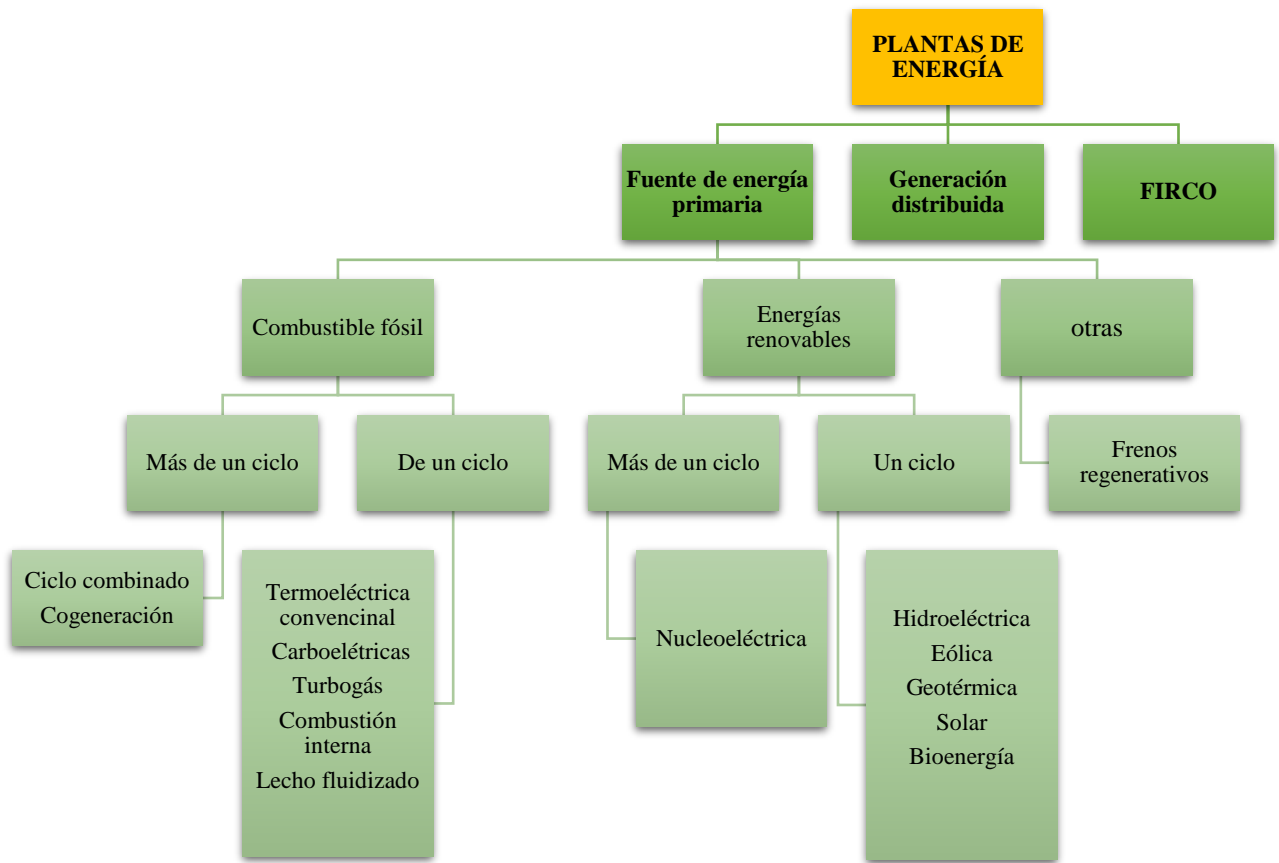 PLANTAS DE
ENERGÍA
Fuente de energía
primaria
Generación
distribuida
FIRCO
Combustible fósil
Energías
renovables
otras
Más de un ciclo
De un ciclo
Más de un ciclo
Un ciclo
Frenos
regenerativos
Ciclo combinado
Cogeneración
Termoeléctrica
convencinal
Carboelétricas
Turbogás
Combustión
interna
Lecho fluidizado
Nucleoeléctrica
Hidroeléctrica
Eólica
Geotérmica
Solar
Bioenergía